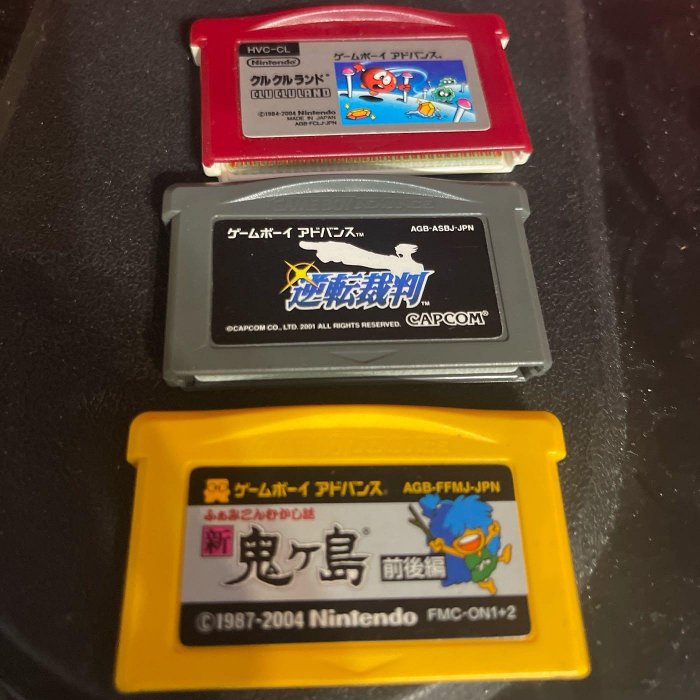 HVC-CL
Nintendo
ゲームボーイ アドバンス®
クルクルランド®
CLU CLU LAND
©1984-2004 Nintendo
MADE IN JAPAN
AGB-FCLJ-JPN
ゲームボーイ アドバンス™ AGB-ASBJ-JPN
逆転裁判™
©CAPCOM CO., LTD. 2001 ALL RIGHTS RESERVED. CAPCOM®
ゲームボーイ アドバンス® AGB-FFMJ-JPN
ふぁみこんむかし話
新 鬼ヶ島® 前後編
©1987-2004 Nintendo FMC-ON1+2